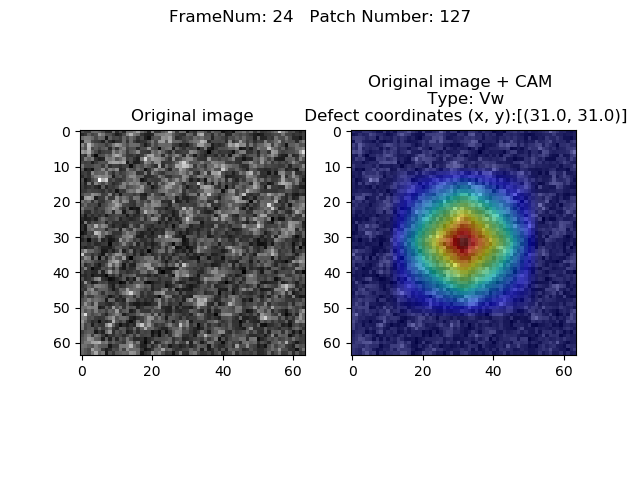 FrameNum: 24   Patch Number: 127
Original image
Original image + CAM
Type: Vw
Defect coordinates (x, y):[(31.0, 31.0)]
0
10
20
30
40
50
60
0 20 40 60
0
10
20
30
40
50
60
0 20 40 60